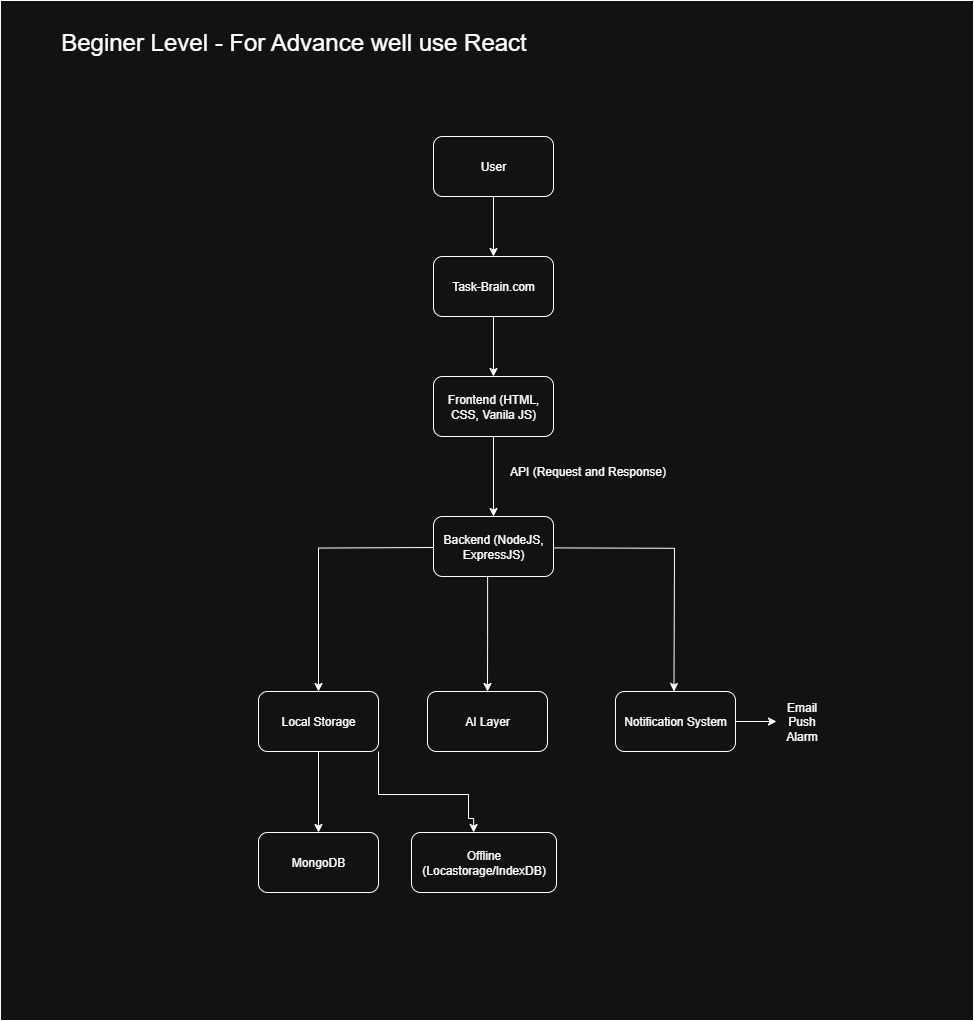 Beginer Level - For Advance well use React
User
Task-Brain.com
Frontend (HTML,
CSS, Vanila JS)
API (Request and Response)
Backend (NodeJS,
ExpressJS)
Local Storage
AI Layer
Notification System
Email
Push
Alarm
MongoDB
Offline
(Locastorage/IndexDB)